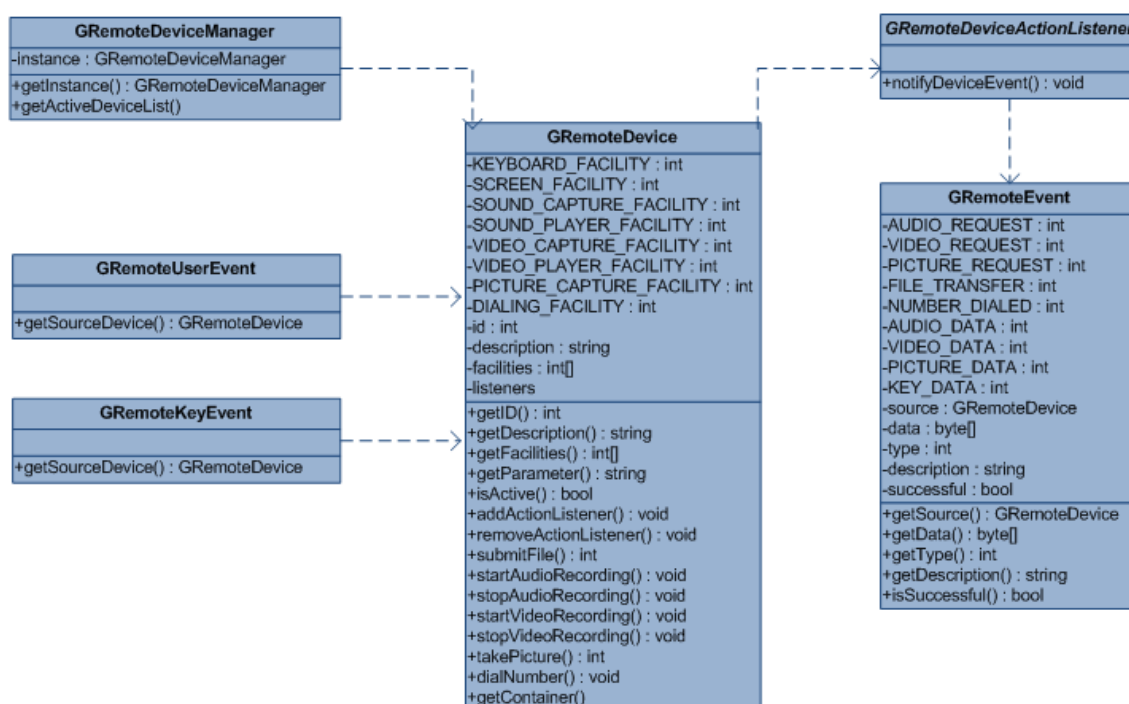 GRemoteDeviceManager
-instance : GRemoteDeviceManager
+getInstance() : GRemoteDeviceManager
+getActiveDeviceList()
GRemoteUserEvent
+getSourceDevice() : GRemoteDevice
GRemoteKeyEvent
+getSourceDevice() : GRemoteDevice
GRemoteDevice
-KEYBOARD_FACILITY : int
-SCREEN_FACILITY : int
-SOUND_CAPTURE_FACILITY : int
-SOUND_PLAYER_FACILITY : int
-VIDEO_CAPTURE_FACILITY : int
-VIDEO_PLAYER_FACILITY : int
-PICTURE_CAPTURE_FACILITY : int
-DIALING_FACILITY : int
-id : int
-description : string
-facilities : int[]
-listeners
+getID() : int
+getDescription() : string
+getFacilities() : int[]
+getParameter() : string
+isActive() : bool
+addActionListener() : void
+removeActionListener() : void
+submitFile() : int
+startAudioRecording() : void
+stopAudioRecording() : void
+startVideoRecording() : void
+stopVideoRecording() : void
+takePicture() : int
+dialNumber() : void
+getContainer()
GRemoteDeviceActionListener
+notifyDeviceEvent() : void
GRemoteEvent
-AUDIO_REQUEST : int
-VIDEO_REQUEST : int
-PICTURE_REQUEST : int
-FILE_TRANSFER : int
-NUMBER_DIALED : int
-AUDIO_DATA : int
-VIDEO_DATA : int
-PICTURE_DATA : int
-KEY_DATA : int
-source : GRemoteDevice
-data : byte[]
-type : int
-description : string
-successful : bool
+getSource() : GRemoteDevice
+getData() : byte[]
+getType() : int
+getDescription() : string
+isSuccessful() : bool